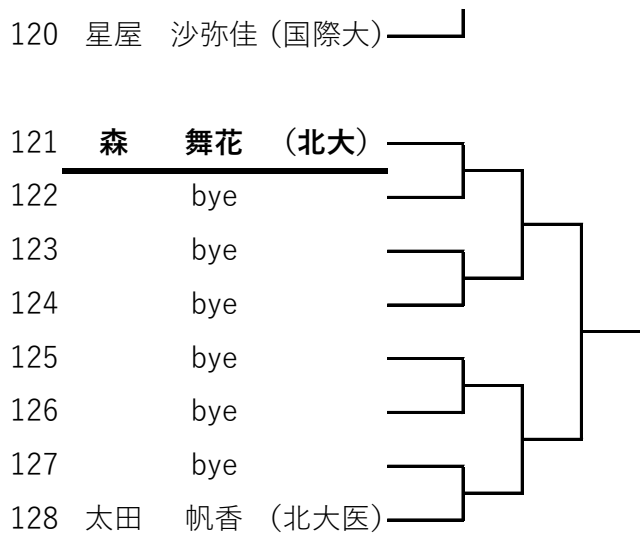 120 星屋 沙弥佳 (国際大)
121 森 舞花 (北大)
122 bye
123 bye
124 bye
125 bye
126 bye
127 bye
128 太田 帆香 (北大医)